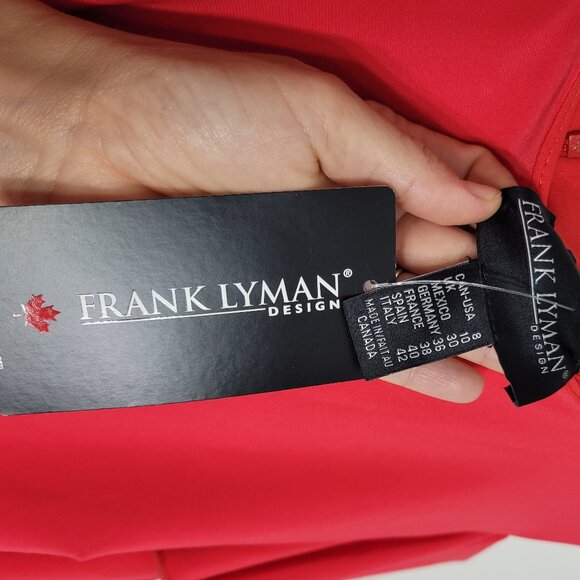 FRANK LYMAN®
DESIGN
CAN-USA 8
UK 10
MEXICO 30
GERMANY 36
FRANCE 38
SPAIN 40
ITALY 42
MADE IN/FAIT AU
CANADA
FRANK LYMAN®
DESIGN